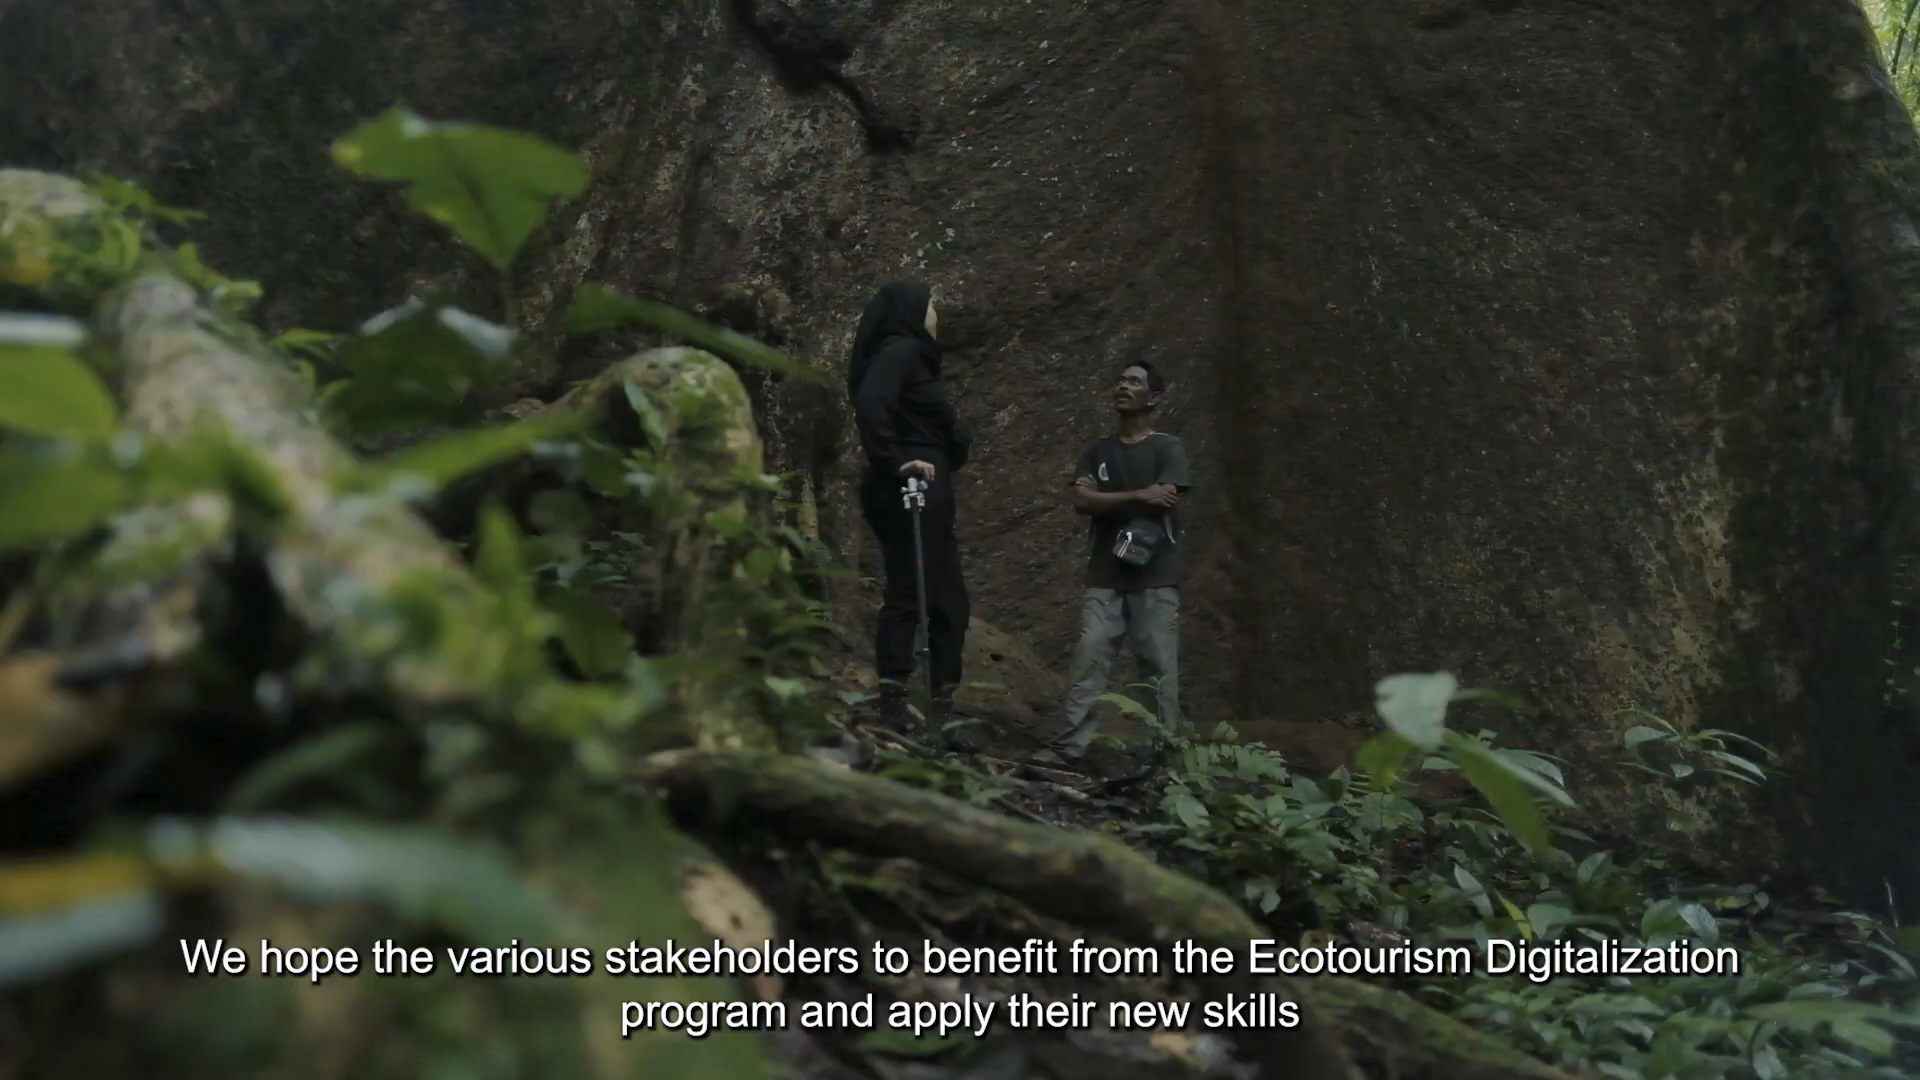 We hope the various stakeholders to benefit from the Ecotourism Digitalization
program and apply their new skills